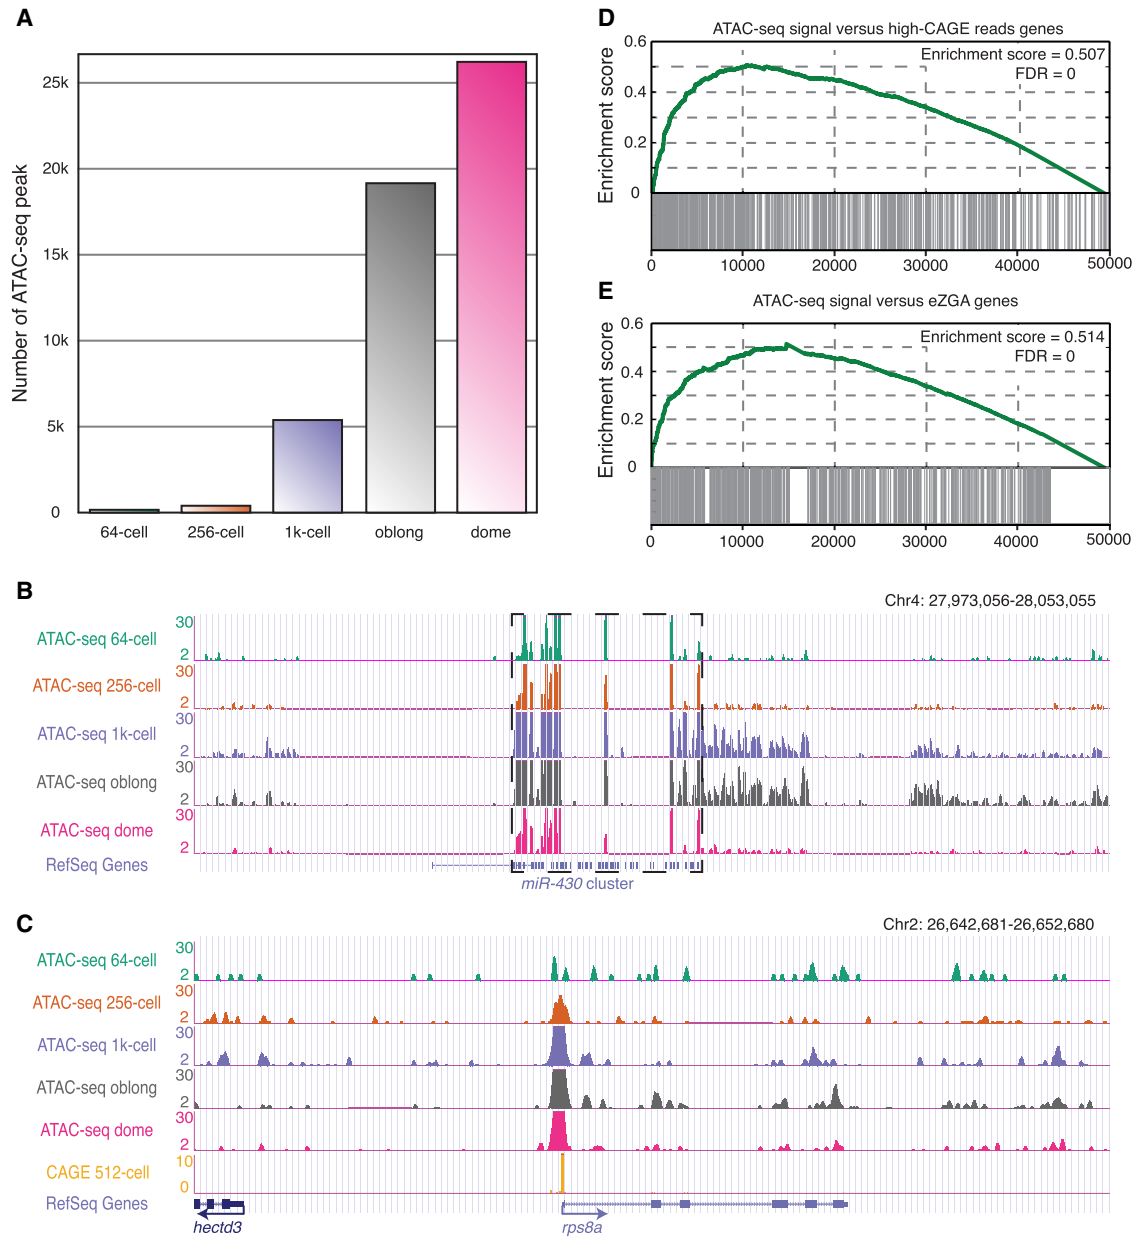 A
Number of ATAC-seq peak
25k
20k
15k
10k
5k
0
64-cell
256-cell
1k-cell
oblong
dome
D
ATAC-seq signal versus high-CAGE reads genes
Enrichment score
0.6
0.4
0.2
0
Enrichment score = 0.507
FDR = 0
0
10000
20000
30000
40000
50000
E
ATAC-seq signal versus eZGA genes
Enrichment score
0.6
0.4
0.2
0
Enrichment score = 0.514
FDR = 0
0
10000
20000
30000
40000
50000
B
Chr4: 27,973,056-28,053,055
ATAC-seq 64-cell
30
2
ATAC-seq 256-cell
30
2
ATAC-seq 1k-cell
30
2
ATAC-seq oblong
30
2
ATAC-seq dome
30
2
RefSeq Genes
miR-430 cluster
C
Chr2: 26,642,681-26,652,680
ATAC-seq 64-cell
30
2
ATAC-seq 256-cell
30
2
ATAC-seq 1k-cell
30
2
ATAC-seq oblong
30
2
ATAC-seq dome
30
2
CAGE 512-cell
10
0
RefSeq Genes
hectd3
rps8a